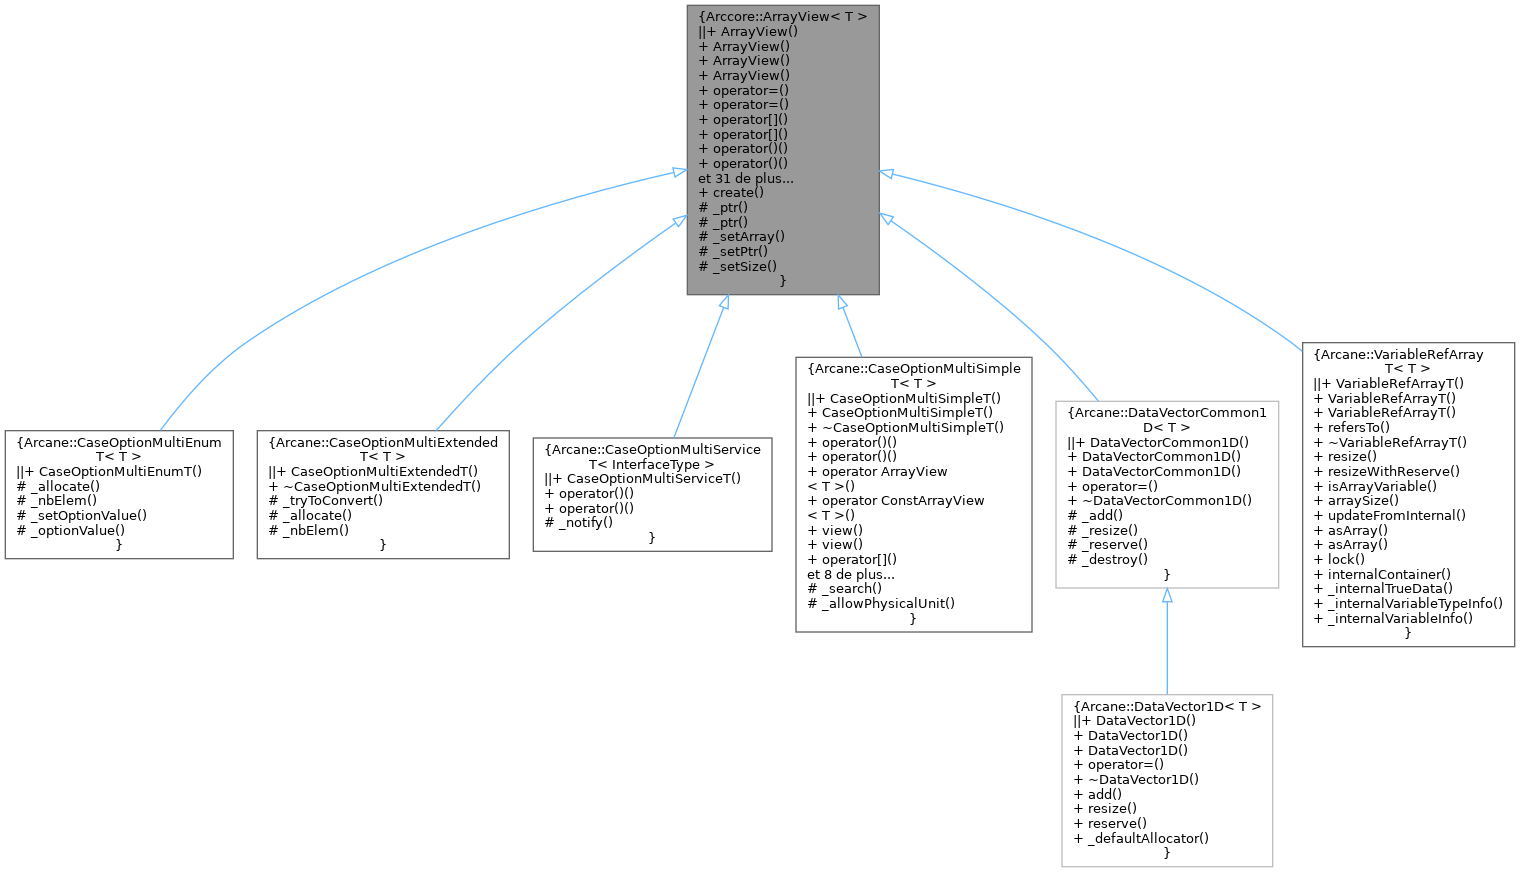 {Arccore::ArrayView< T >
||+ ArrayView()
+ ArrayView()
+ ArrayView()
+ ArrayView()
+ operator=()
+ operator=()
+ operator[]()
+ operator[]()
+ operator()()
+ operator()()
et 31 de plus...
+ create()
# _ptr()
# _ptr()
# _setArray()
# _setPtr()
# _setSize()
}
{Arcane::CaseOptionMultiEnum
T< T >
||+ CaseOptionMultiEnumT()
# _allocate()
# _nbElem()
# _setOptionValue()
# _optionValue()
}
{Arcane::CaseOptionMultiExtended
T< T >
||+ CaseOptionMultiExtendedT()
+ ~CaseOptionMultiExtendedT()
# _tryToConvert()
# _allocate()
# _nbElem()
}
{Arcane::CaseOptionMultiService
T< InterfaceType >
||+ CaseOptionMultiServiceT()
+ operator()()
+ operator()()
# _notify()
}
{Arcane::CaseOptionMultiSimple
T< T >
||+ CaseOptionMultiSimpleT()
+ CaseOptionMultiSimpleT()
+ ~CaseOptionMultiSimpleT()
+ operator()()
+ operator()()
+ operator ArrayView
< T >()
+ operator ConstArrayView
< T >()
+ view()
+ view()
+ operator[]()
et 8 de plus...
# _search()
# _allowPhysicalUnit()
}
{Arcane::DataVectorCommon1
D< T >
||+ DataVectorCommon1D()
+ DataVectorCommon1D()
+ DataVectorCommon1D()
+ operator=()
+ ~DataVectorCommon1D()
# _add()
# _resize()
# _reserve()
# _destroy()
}
{Arcane::VariableRefArray
T< T >
||+ VariableRefArrayT()
+ VariableRefArrayT()
+ VariableRefArrayT()
+ refersTo()
+ ~VariableRefArrayT()
+ resize()
+ resizeWithReserve()
+ isArrayVariable()
+ arraySize()
+ updateFromInternal()
+ asArray()
+ asArray()
+ lock()
+ internalContainer()
+ _internalTrueData()
+ _internalVariableTypeInfo()
+ _internalVariableInfo()
}
{Arcane::DataVector1D< T >
||+ DataVector1D()
+ DataVector1D()
+ DataVector1D()
+ operator=()
+ ~DataVector1D()
+ add()
+ resize()
+ reserve()
+ _defaultAllocator()
}